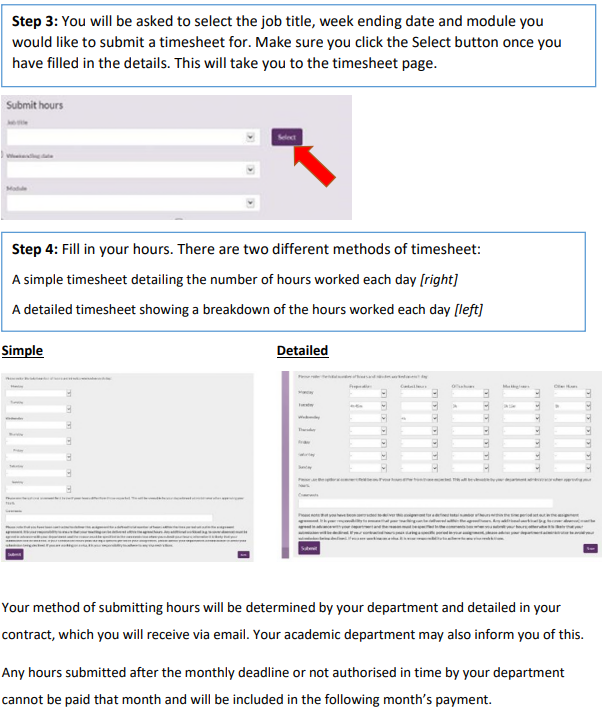 Step 3: You will be asked to select the job title, week ending date and module you
would like to submit a timesheet for. Make sure you click the Select button once you
have filled in the details. This will take you to the timesheet page.
Submit hours
Job title
Select
Weekending date
Module
Step 4: Fill in your hours. There are two different methods of timesheet:
A simple timesheet detailing the number of hours worked each day [right]
A detailed timesheet showing a breakdown of the hours worked each day [left]
Simple
Detailed
Monday
Tuesday
Wednesday
Thursday
Friday
Saturday
Sunday
Comments
Submit
Preparation Contact hours Office hours Marking hours Other Hours
Monday
Tuesday
Wednesday
Thursday
Friday
Saturday
Sunday
Comments
Submit
Your method of submitting hours will be determined by your department and detailed in your
contract, which you will receive via email. Your academic department may also inform you of this.
Any hours submitted after the monthly deadline or not authorised in time by your department
cannot be paid that month and will be included in the following month's payment.